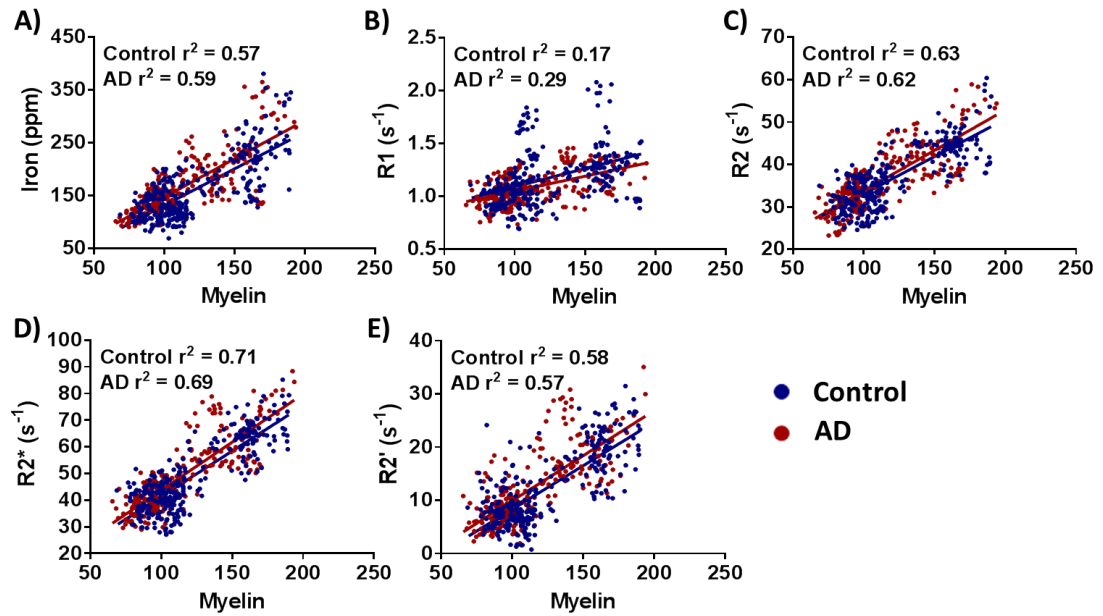 A)
Control r² = 0.57
AD r² = 0.59
Iron (ppm)
450
350
250
150
50
50 100 150 200 250
Myelin
B)
Control r² = 0.17
AD r² = 0.29
R1 (s⁻¹)
2.5
2.0
1.5
1.0
0.5
50 100 150 200 250
Myelin
C)
Control r² = 0.63
AD r² = 0.62
R2 (s⁻¹)
70
60
50
40
30
20
50 100 150 200 250
Myelin
D)
Control r² = 0.71
AD r² = 0.69
R2* (s⁻¹)
100
90
80
70
60
50
40
30
20
50 100 150 200 250
Myelin
E)
Control r² = 0.58
AD r² = 0.57
R2' (s⁻¹)
40
30
20
10
0
50 100 150 200 250
Myelin
Control
AD